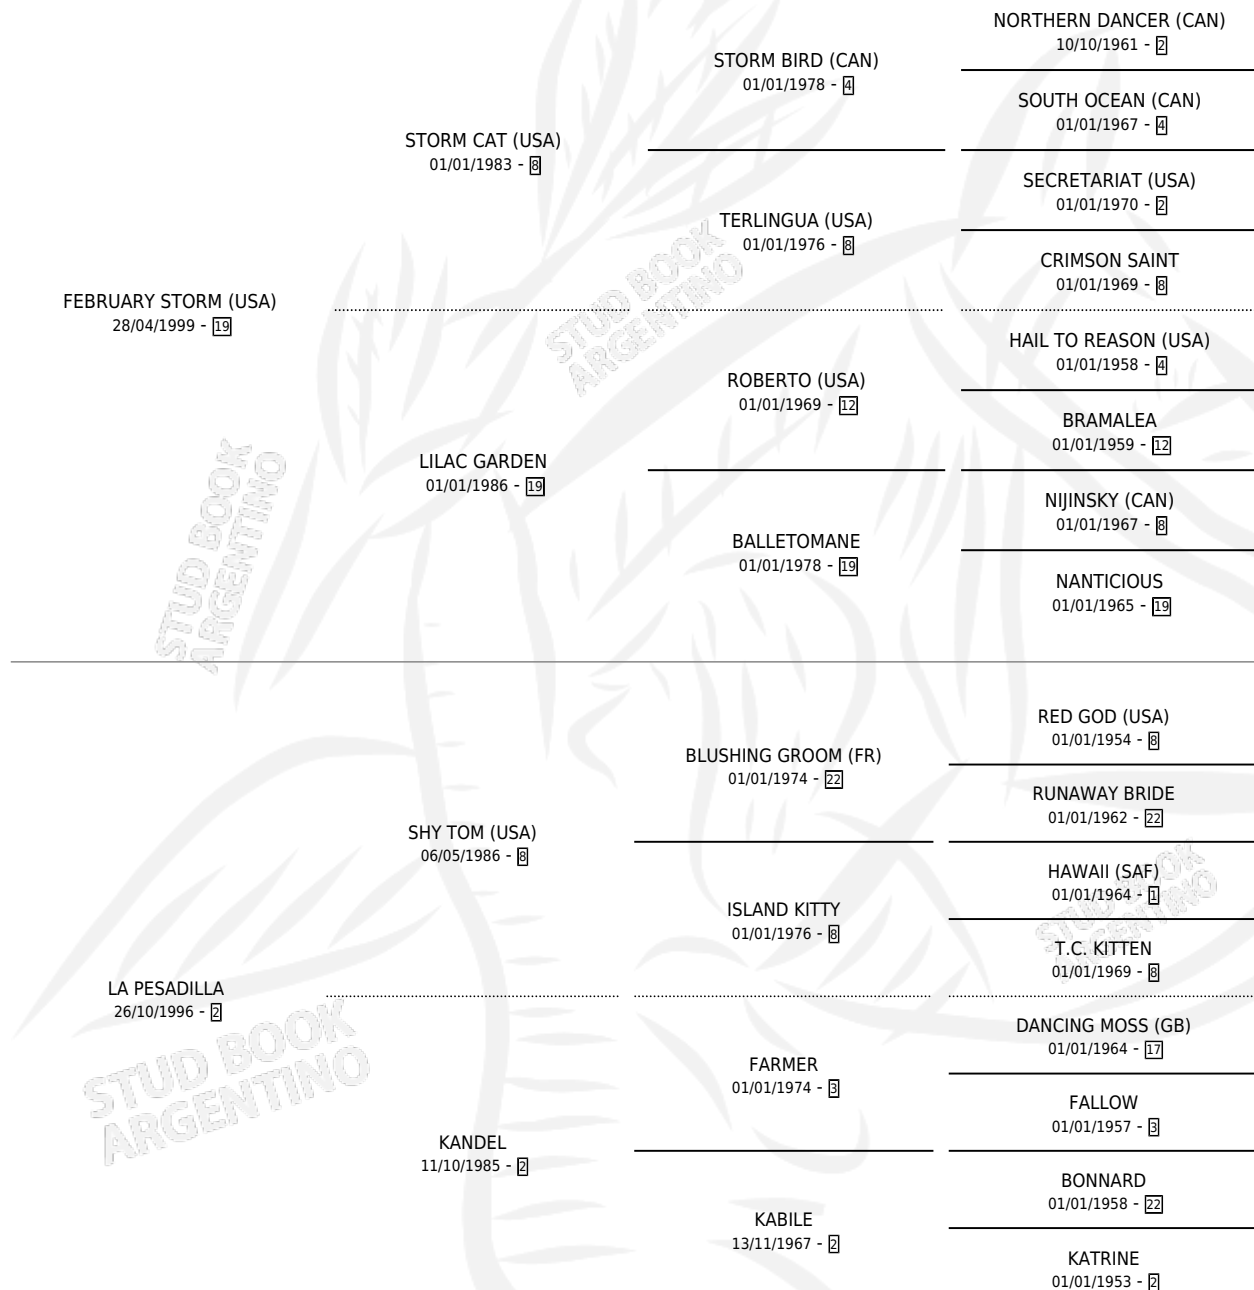 NORTHERN DANCER (CAN)
10/10/1961 - 2
STORM BIRD (CAN)
01/01/1978 - 4
SOUTH OCEAN (CAN)
01/01/1967 - 4
STORM CAT (USA)
01/01/1983 - 8
SECRETARIAT (USA)
01/01/1970 - 2
TERLINGUA (USA)
01/01/1976 - 8
CRIMSON SAINT
01/01/1969 - 8
FEBRUARY STORM (USA)
28/04/1999 - 19
HAIL TO REASON (USA)
01/01/1958 - 4
ROBERTO (USA)
01/01/1969 - 12
BRAMALEA
01/01/1959 - 12
LILAC GARDEN
01/01/1986 - 19
NIJINSKY (CAN)
01/01/1967 - 8
BALLETOMANE
01/01/1978 - 19
NANTICIOUS
01/01/1965 - 19
RED GOD (USA)
01/01/1954 - 8
BLUSHING GROOM (FR)
01/01/1974 - 22
RUNAWAY BRIDE
01/01/1962 - 22
SHY TOM (USA)
06/05/1986 - 8
HAWAII (SAF)
01/01/1964 - 1
ISLAND KITTY
01/01/1976 - 8
T.C. KITTEN
01/01/1969 - 8
LA PESADILLA
26/10/1996 - 2
DANCING MOSS (GB)
01/01/1964 - 17
FARMER
01/01/1974 - 3
FALLOW
01/01/1957 - 3
KANDEL
11/10/1985 - 2
BONNARD
01/01/1958 - 22
KABILE
13/11/1967 - 2
KATRINE
01/01/1953 - 2
STUD BOOK
ARGENTINO
STUD BOOK
ARGENTINO
STUD BOOK
ARGENTINO
STUD BOOK
ARGENTINO